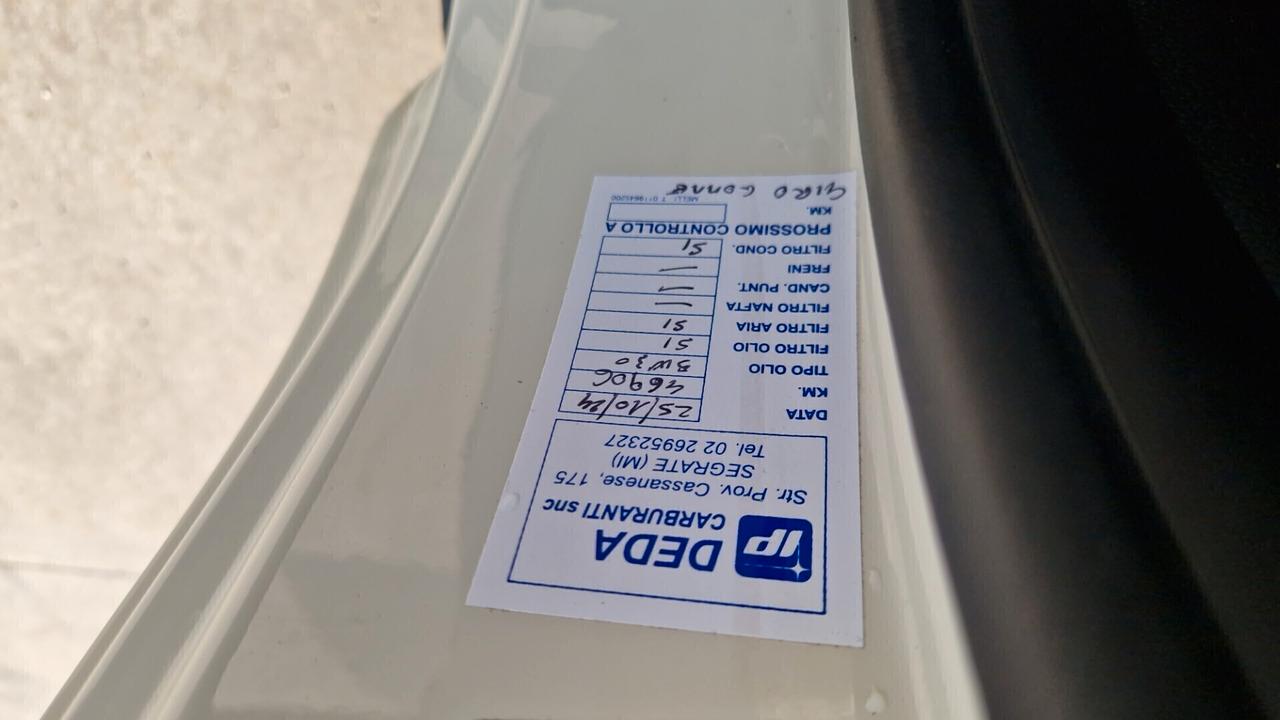 iP DEDA
CARBURANTI snc
Str. Prov. Cassanese, 175
SEGRATE (MI)
Tel. 02 26952327
DATA 25/10/24
KM. 46906
TIPO OLIO 5W30
FILTRO OLIO SI
FILTRO ARIA SI
FILTRO NAFTA —
CAND. PUNT. —
FRENI —
FILTRO COND. SI
PROSSIMO CONTROLLO A
KM.
GIRO GOMME